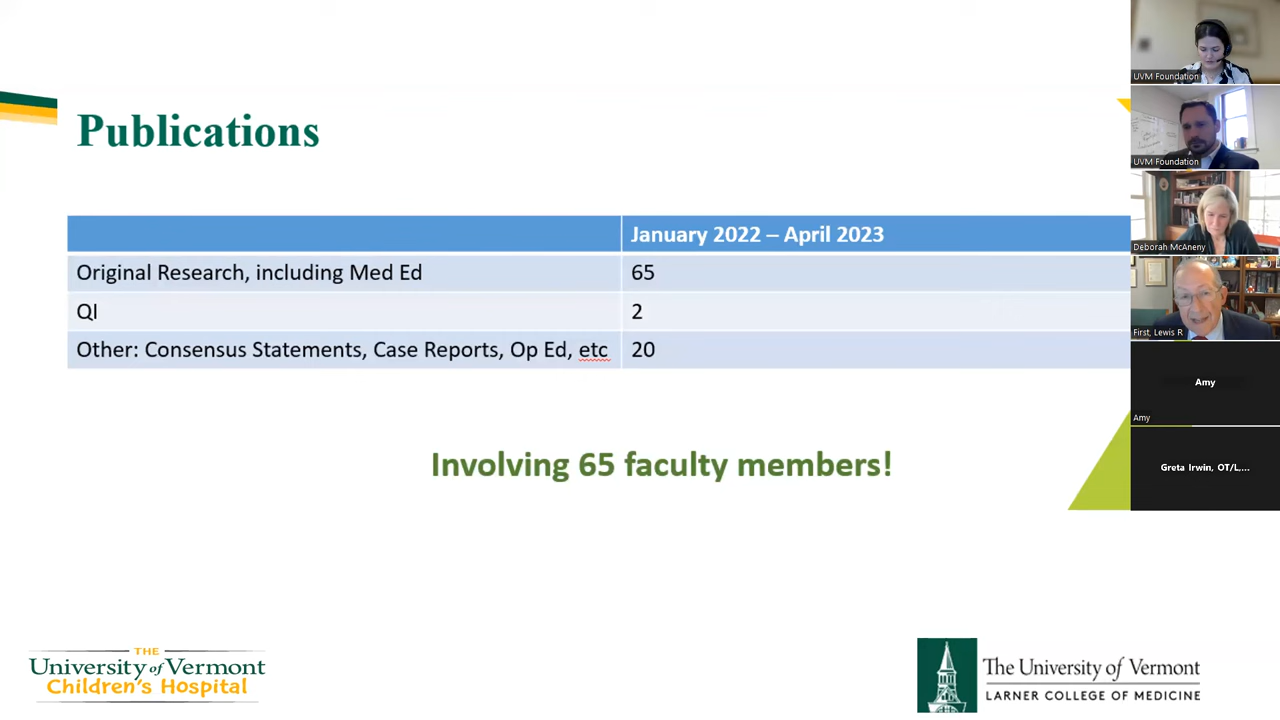 Publications
January 2022 – April 2023
Original Research, including Med Ed 65
QI 2
Other: Consensus Statements, Case Reports, Op Ed, etc 20
Involving 65 faculty members!
THE
University of Vermont
Children's Hospital
The University of Vermont
LARNER COLLEGE OF MEDICINE
UVM Foundation
UVM Foundation
Deborah McAneny
First, Lewis R
Amy
Amy
Greta Irwin, OT/L,...